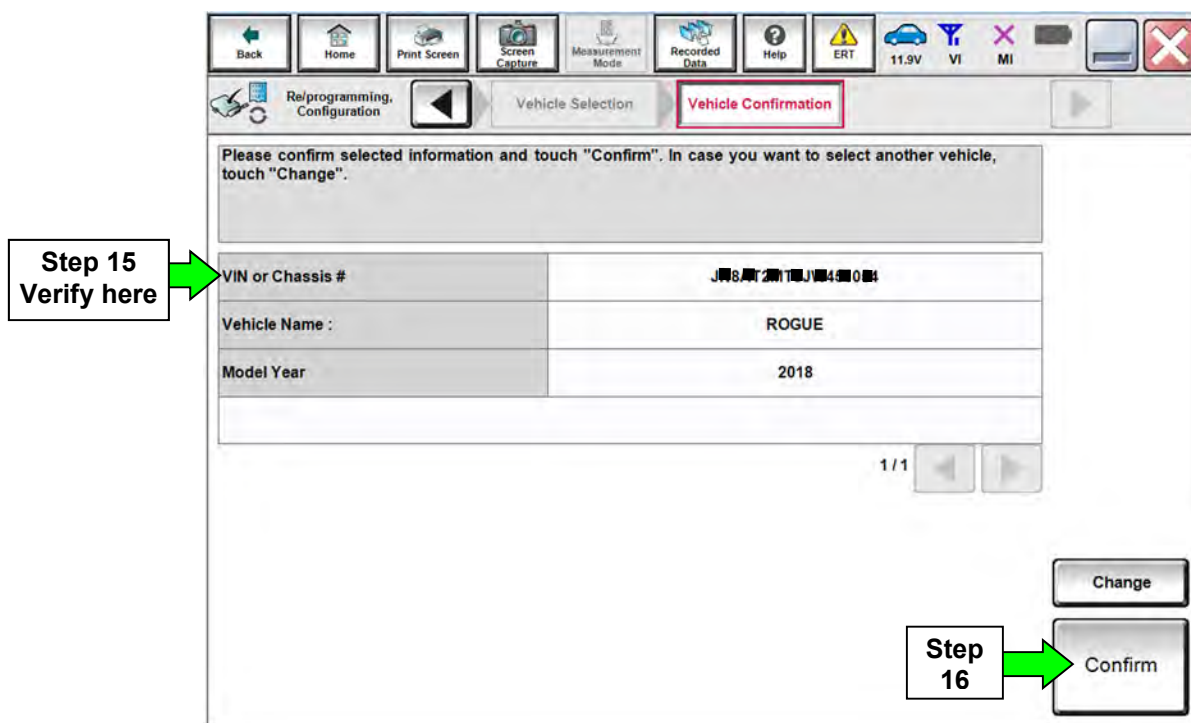 Back
Home
Print Screen
Screen
Capture
Measurement
Mode
Recorded
Data
Help
ERT
11.9V
VI
MI
Re/programming,
Configuration
Vehicle Selection
Vehicle Confirmation
Please confirm selected information and touch "Confirm". In case you want to select another vehicle,
touch "Change".
Step 15
Verify here
VIN or Chassis #
Vehicle Name :
ROGUE
Model Year
2018
1/1
Change
Step
16
Confirm